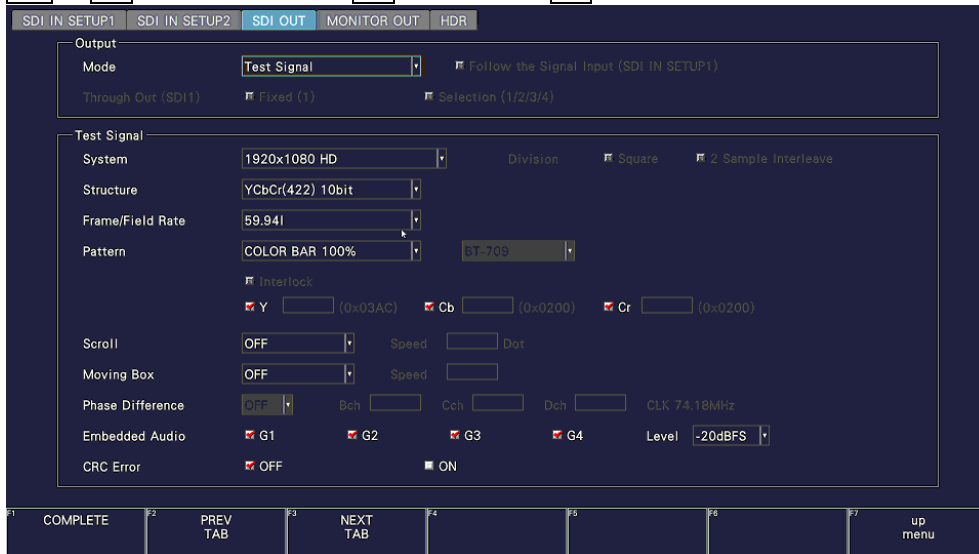 SDI IN SETUP1 SDI IN SETUP2 SDI OUT MONITOR OUT HDR
Output
Mode Test Signal Follow the Signal Input (SDI IN SETUP1)
Through Out (SDI1) Fixed (1) Selection (1/2/3/4)
Test Signal
System 1920x1080 HD Division Square 2 Sample Interleave
Structure YCbCr(422) 10bit
Frame/Field Rate 59.94I
Pattern COLOR BAR 100% BT-709
Interlock
Y (0x03AC) Cb (0x0200) Cr (0x0200)
Scroll OFF Speed Dot
Moving Box OFF Speed
Phase Difference OFF Bch Cch Dch CLK 74.18MHz
Embedded Audio G1 G2 G3 G4 Level -20dBFS
CRC Error OFF ON
F1 COMPLETE F2 PREV TAB F3 NEXT TAB F4 F5 F6 F7 up menu